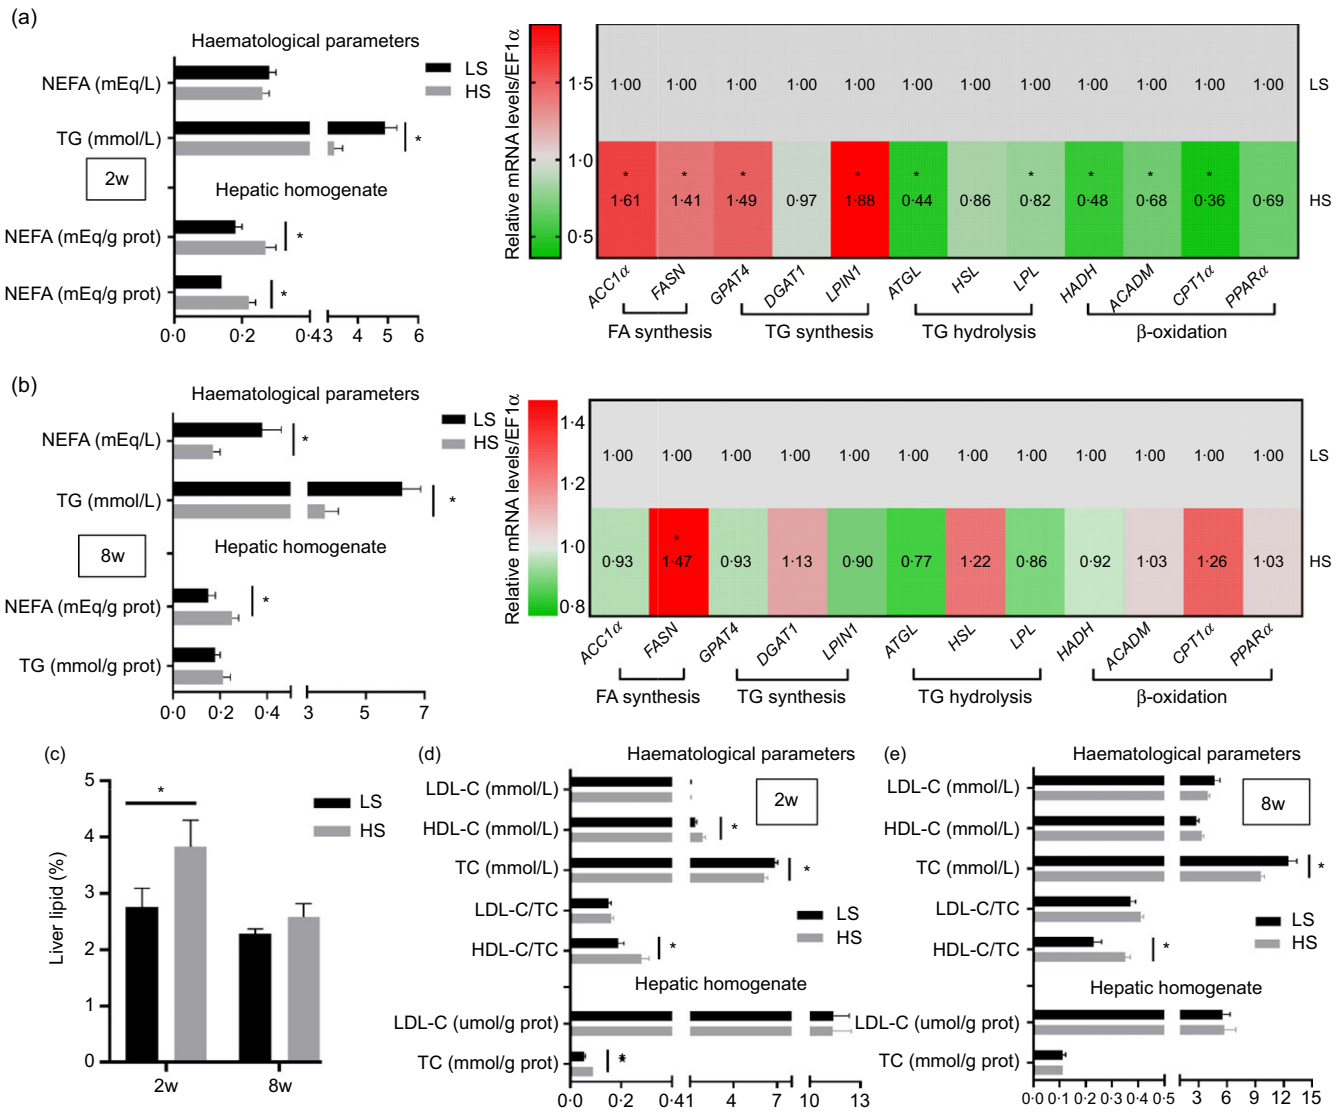 (a)
Haematological parameters
LS
HS
NEFA (mEq/L)
TG (mmol/L)
*
2w
Hepatic homogenate
NEFA (mEq/g prot)
*
NEFA (mEq/g prot)
*
0·0 0·2 0·43 3 4 5 6
Relative mRNA levels/EF1α
1·5
1·0
0·5
1·00 1·00 1·00 1·00 1·00 1·00 1·00 1·00 1·00 1·00 1·00 1·00 LS
* * * * * * * * *
1·61 1·41 1·49 0·97 1·88 0·44 0·86 0·82 0·48 0·68 0·36 0·69 HS
ACC1α FASN GPAT4 DGAT1 LPIN1 ATGL HSL LPL HADH ACADM CPT1α PPARα
FA synthesis TG synthesis TG hydrolysis β-oxidation
(b)
Haematological parameters
LS
HS
NEFA (mEq/L)
*
TG (mmol/L)
*
Hepatic homogenate
8w
NEFA (mEq/g prot)
*
TG (mmol/g prot)
0·0 0·2 0·4 3 5 7
Relative mRNA levels/EF1α
1·4
1·2
1·0
0·8
1·00 1·00 1·00 1·00 1·00 1·00 1·00 1·00 1·00 1·00 1·00 1·00 LS
*
0·93 1·47 0·93 1·13 0·90 0·77 1·22 0·86 0·92 1·03 1·26 1·03 HS
ACC1α FASN GPAT4 DGAT1 LPIN1 ATGL HSL LPL HADH ACADM CPT1α PPARα
FA synthesis TG synthesis TG hydrolysis β-oxidation
(c)
Liver lipid (%)
5
4
3
2
1
0
*
LS
HS
2w 8w
(d)
Haematological parameters
2w
LDL-C (mmol/L)
HDL-C (mmol/L)
*
TC (mmol/L)
*
LDL-C/TC
LS
HS
HDL-C/TC
*
Hepatic homogenate
LDL-C (umol/g prot)
TC (mmol/g prot)
*
0·0 0·2 0·41 4 7 10 13
(e)
Haematological parameters
8w
LDL-C (mmol/L)
HDL-C (mmol/L)
TC (mmol/L)
*
LDL-C/TC
LS
HS
HDL-C/TC
*
Hepatic homogenate
LDL-C (umol/g prot)
TC (mmol/g prot)
0·0 0·1 0·2 0·3 0·4 0·5 3 6 9 12 15